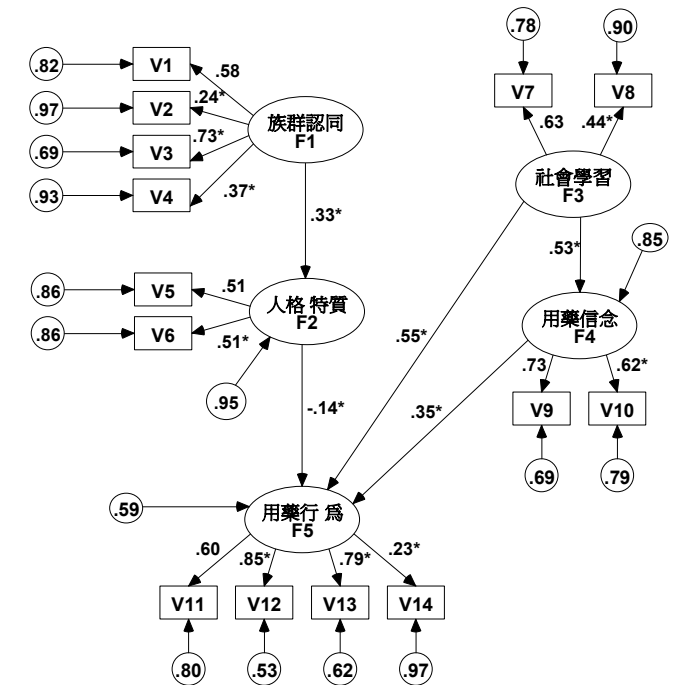 .82
V1
.58
.97
V2
.24*
.69
V3
.73*
.93
V4
.37*
族群認同
F1
.33*
.86
V5
.51
.86
V6
.51*
人格 特質
F2
.95
-.14*
.78
.90
V7
V8
.63
.44*
社會學習
F3
.53*
.85
.55*
用藥信念
F4
.73
.62*
.35*
V9
V10
.69
.79
.59
用藥行 為
F5
.60
.85*
.79*
.23*
V11
V12
V13
V14
.80
.53
.62
.97